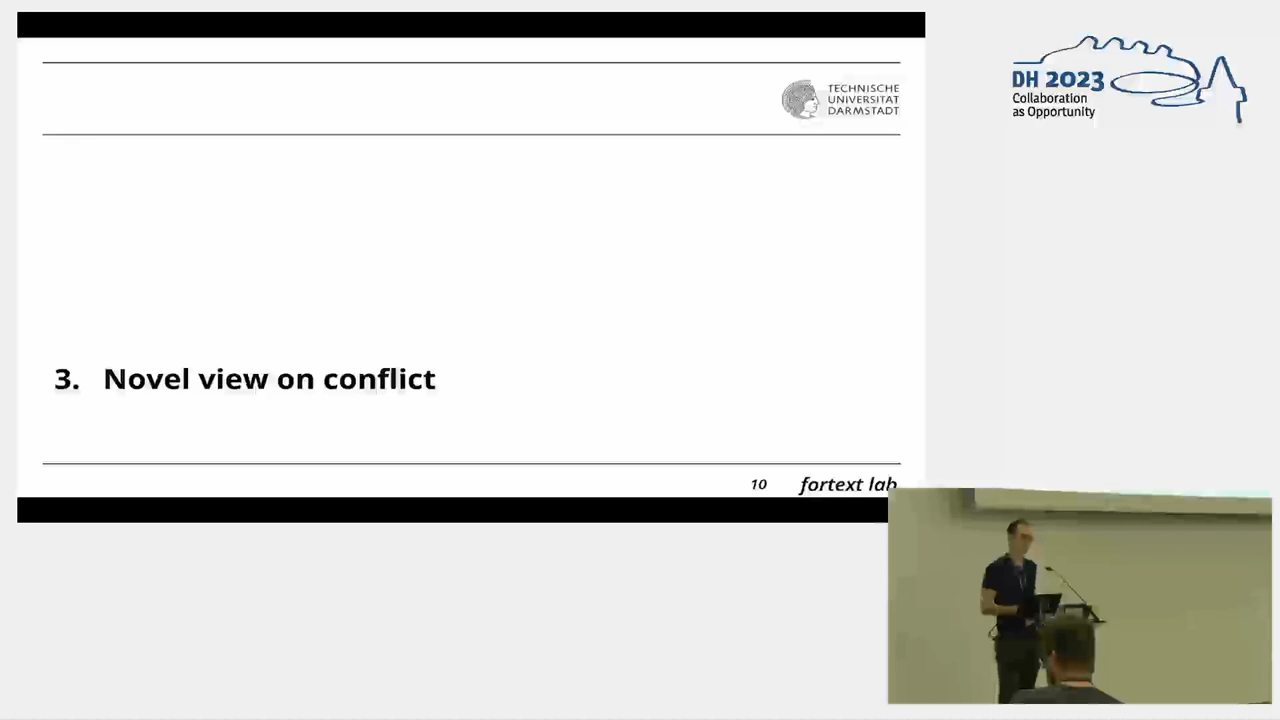 TECHNISCHE
UNIVERSITÄT
DARMSTADT
3. Novel view on conflict
10 fortext lab
DH 2023
Collaboration
as Opportunity